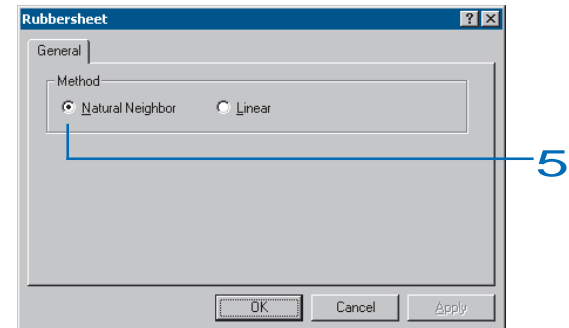 Rubbersheet
General
Method
Natural Neighbor Linear
5
OK Cancel Apply